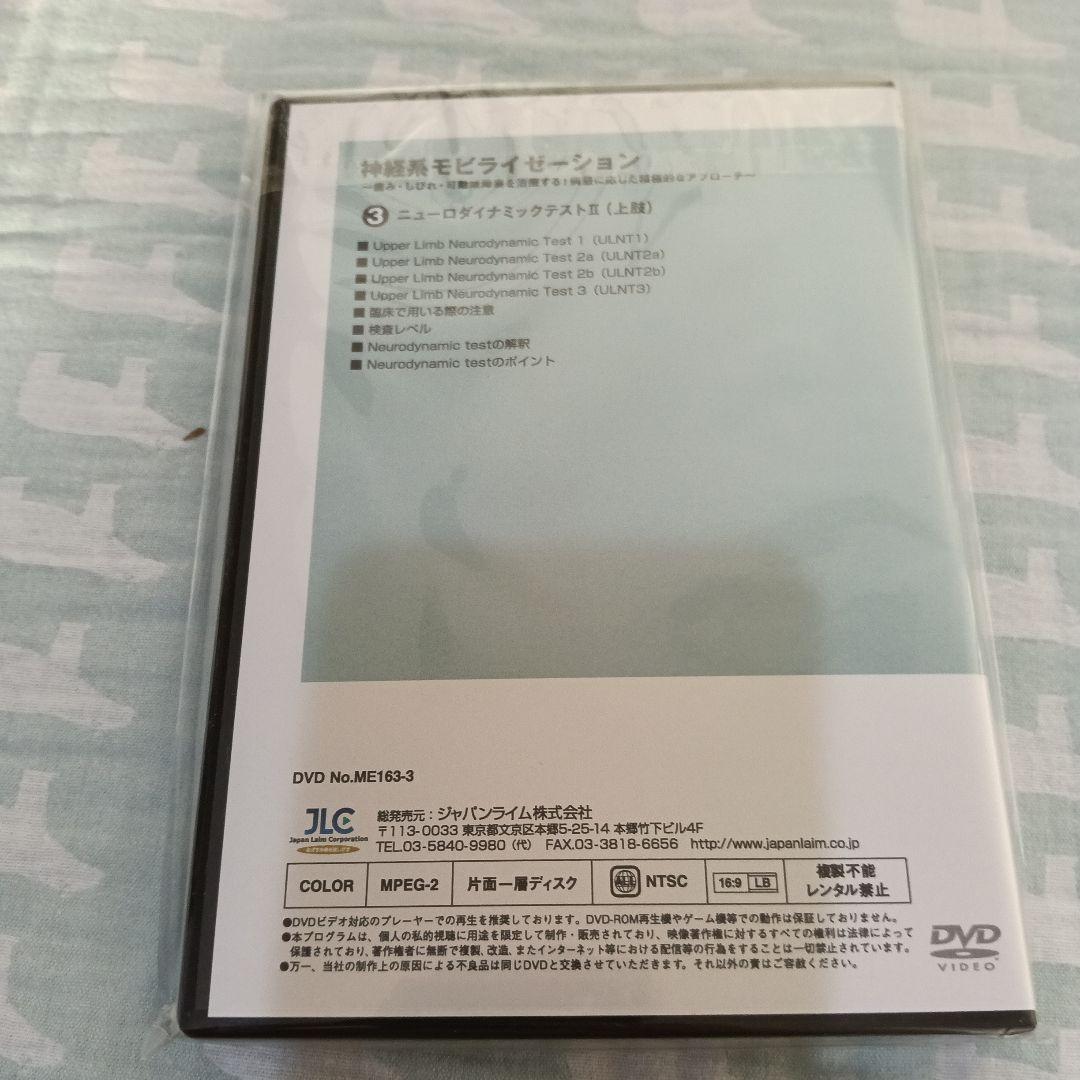 神経系モビライゼーション
〜痛み・しびれ・可動域障害を治療する!病態に応じた積極的なアプローチ〜
3 ニューロダイナミックテストⅡ(上肢)
■ Upper Limb Neurodynamic Test 1(ULNT1)
■ Upper Limb Neurodynamic Test 2a(ULNT2a)
■ Upper Limb Neurodynamic Test 2b(ULNT2b)
■ Upper Limb Neurodynamic Test 3(ULNT3)
■ 臨床で用いる際の注意
■ 検査レベル
■ Neurodynamic testの解釈
■ Neurodynamic testのポイント
DVD No.ME163-3
JLC
Japan Laim Corporation
総発売元:ジャパンライム株式会社
〒113-0033 東京都文京区本郷5-25-14 本郷竹下ビル4F
TEL.03-5840-9980(代) FAX.03-3818-6656 http://www.japanlaim.co.jp
COLOR MPEG-2 片面一層ディスク NTSC 16:9 LB 複製不能
レンタル禁止
●DVDビデオ対応のプレーヤーでの再生を推奨しております。DVD-ROM再生機やゲーム機等での動作は保証しておりません。
●本プログラムは、個人の私的視聴に用途を限定して制作・販売されており、映像著作権に対するすべての権利は法律によって
保護されており、著作権者に無断で複製、改造、またインターネット等における配信等の行為をすることは一切禁止されています。
●万一、当社の制作上の原因による不良品は同じDVDと交換させていただきます。それ以外の責はご容赦ください。
DVD
VIDEO